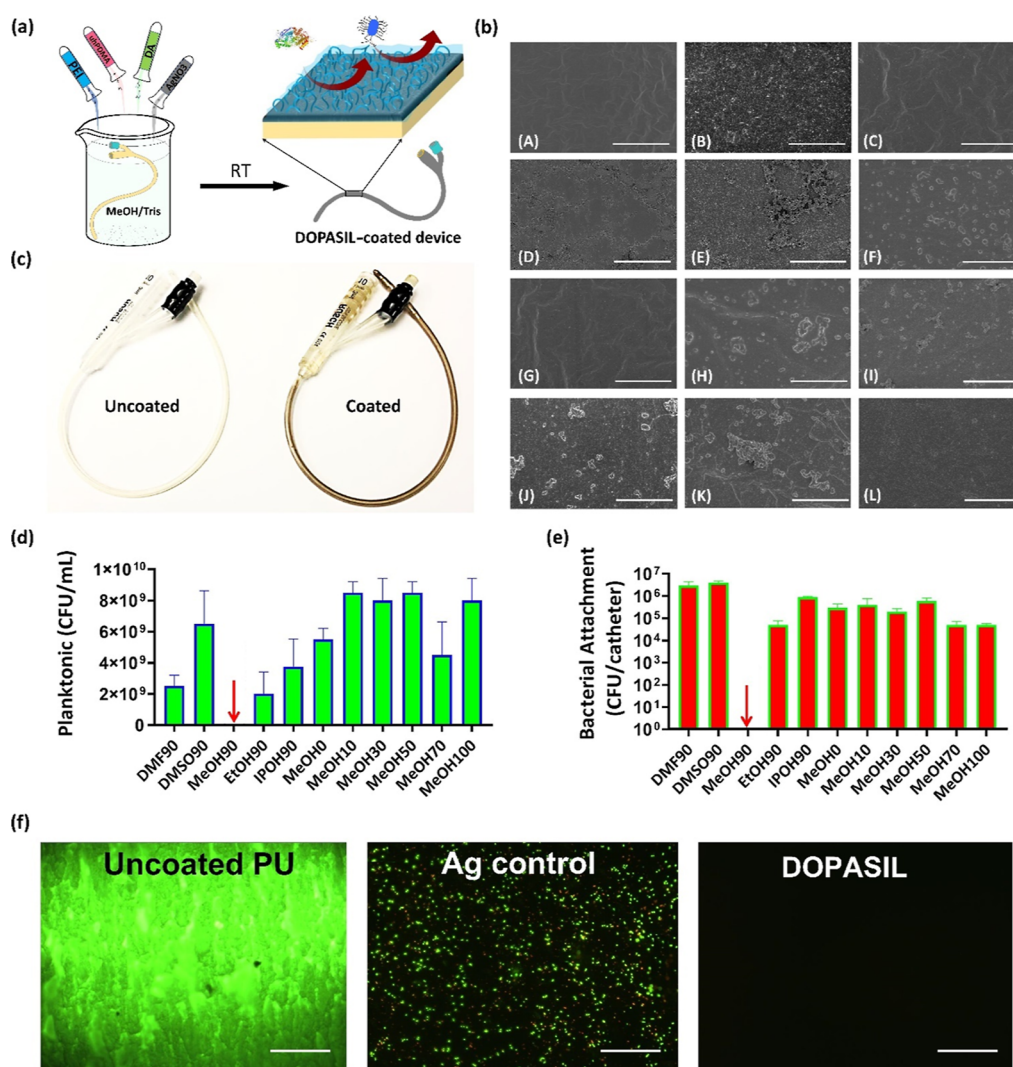 (a)
PEI
uhPDMA
DA
AgNO3
MeOH/Tris
RT
DOPASIL-coated device
(b)
(A)
(B)
(C)
(D)
(E)
(F)
(G)
(H)
(I)
(J)
(K)
(L)
(c)
RÜSCH
Uncoated
Coated
(d)
Planktonic (CFU/mL)
1×10¹⁰
8×10⁹
6×10⁹
4×10⁹
2×10⁹
0
DMF90
DMSO90
MeOH90
EtOH90
IPOH90
MeOH0
MeOH10
MeOH30
MeOH50
MeOH70
MeOH100
(e)
Bacterial Attachment
(CFU/catheter)
10⁷
10⁶
10⁵
10⁴
10³
10²
10¹
10⁰
DMF90
DMSO90
MeOH90
EtOH90
IPOH90
MeOH0
MeOH10
MeOH30
MeOH50
MeOH70
MeOH100
(f)
Uncoated PU
Ag control
DOPASIL